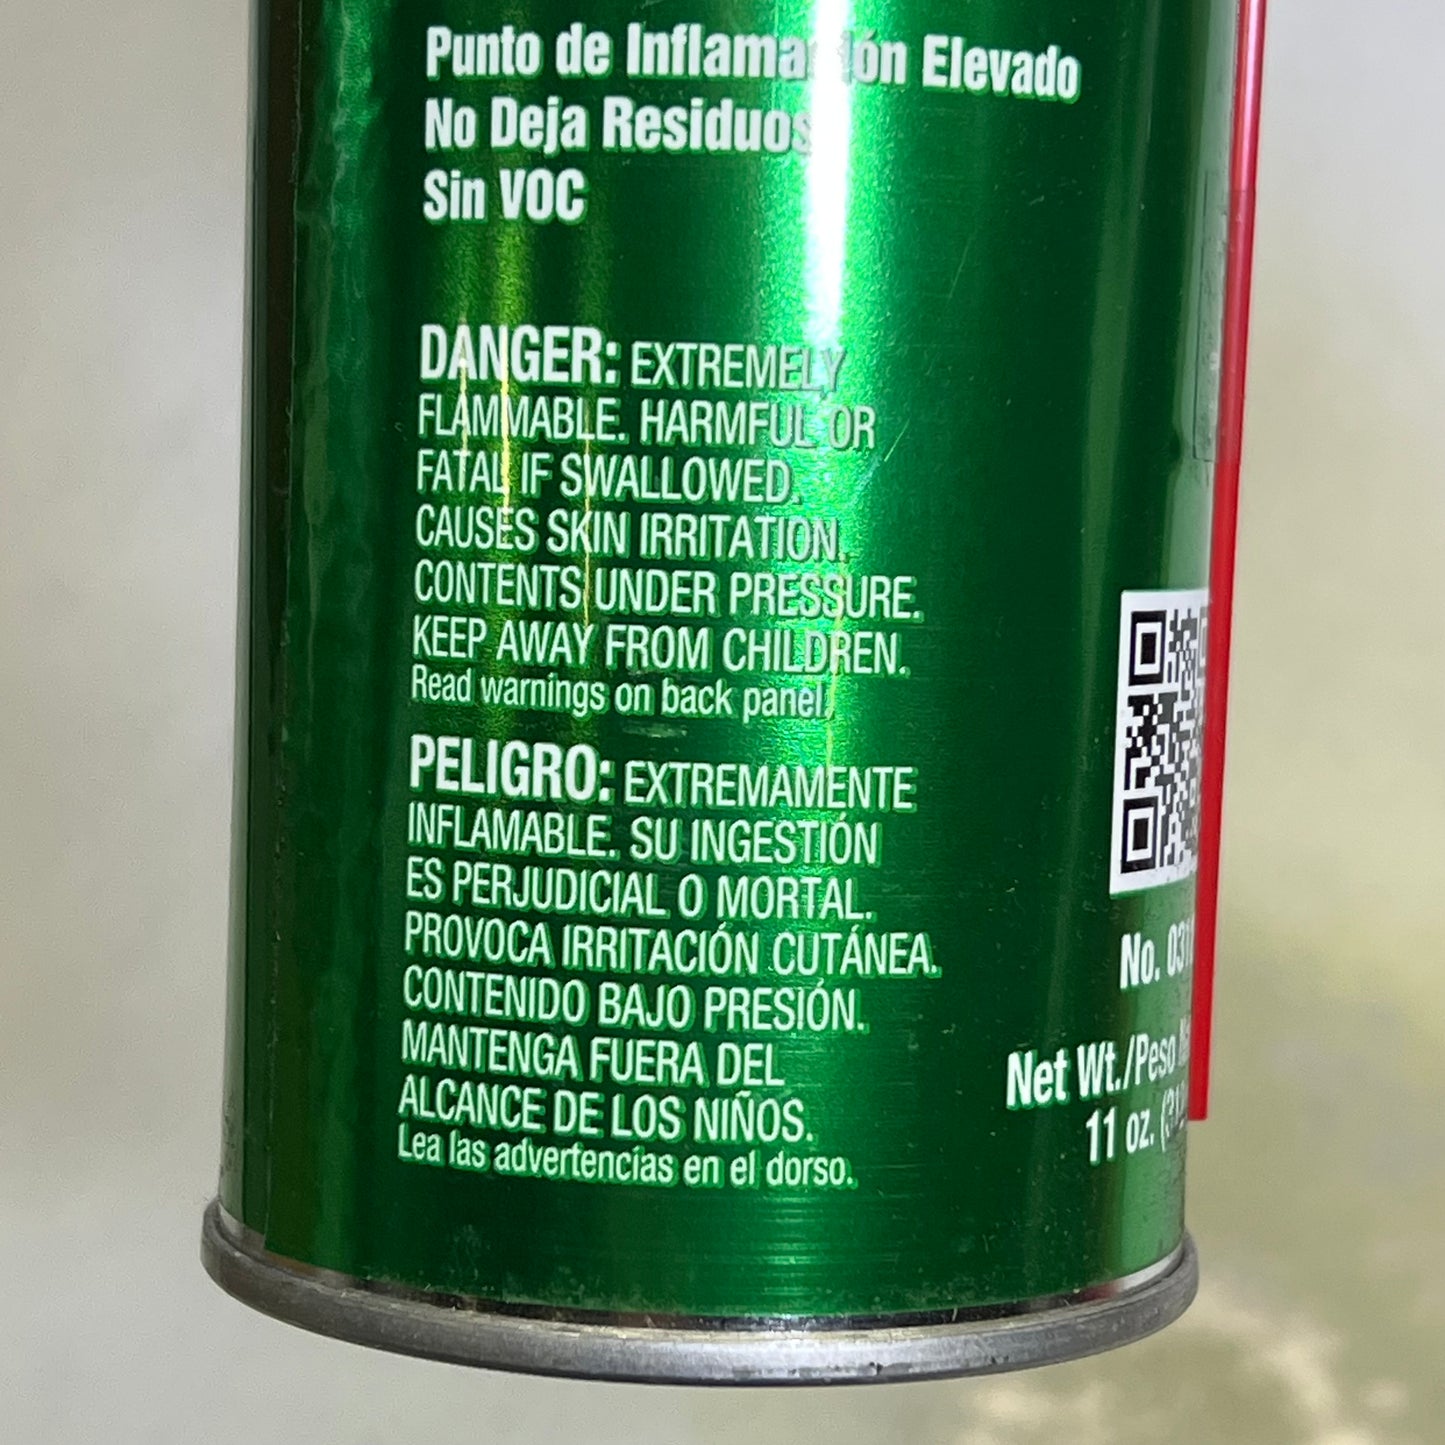 Punto de Inflamación Elevado
No Deja Residuos
Sin VOC
DANGER: EXTREMELY
FLAMMABLE. HARMFUL OR
FATAL IF SWALLOWED.
CAUSES SKIN IRRITATION.
CONTENTS UNDER PRESSURE.
KEEP AWAY FROM CHILDREN.
Read warnings on back panel.
PELIGRO: EXTREMAMENTE
INFLAMABLE. SU INGESTIÓN
ES PERJUDICIAL O MORTAL.
PROVOCA IRRITACIÓN CUTÁNEA.
CONTENIDO BAJO PRESIÓN.
MANTENGA FUERA DEL
ALCANCE DE LOS NIÑOS.
Lea las advertencías en el dorso.
No.
Net Wt./Peso
11 oz.